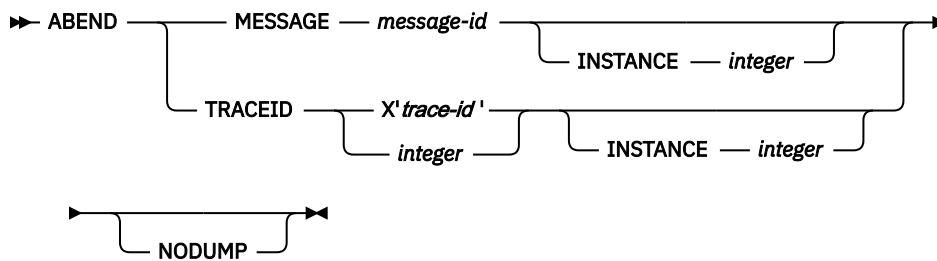 ABEND MESSAGE message-id
INSTANCE integer
TRACEID X'trace-id'
integer INSTANCE integer
NODUMP